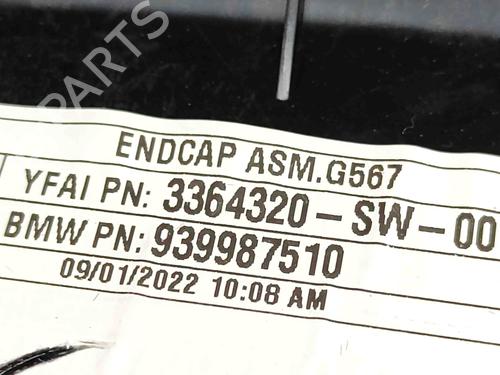 PARTS
ENDCAP ASM.G567
YFAI PN: 3364320-SW-00
BMW PN: 939987510
09/01/2022 10:08 AM